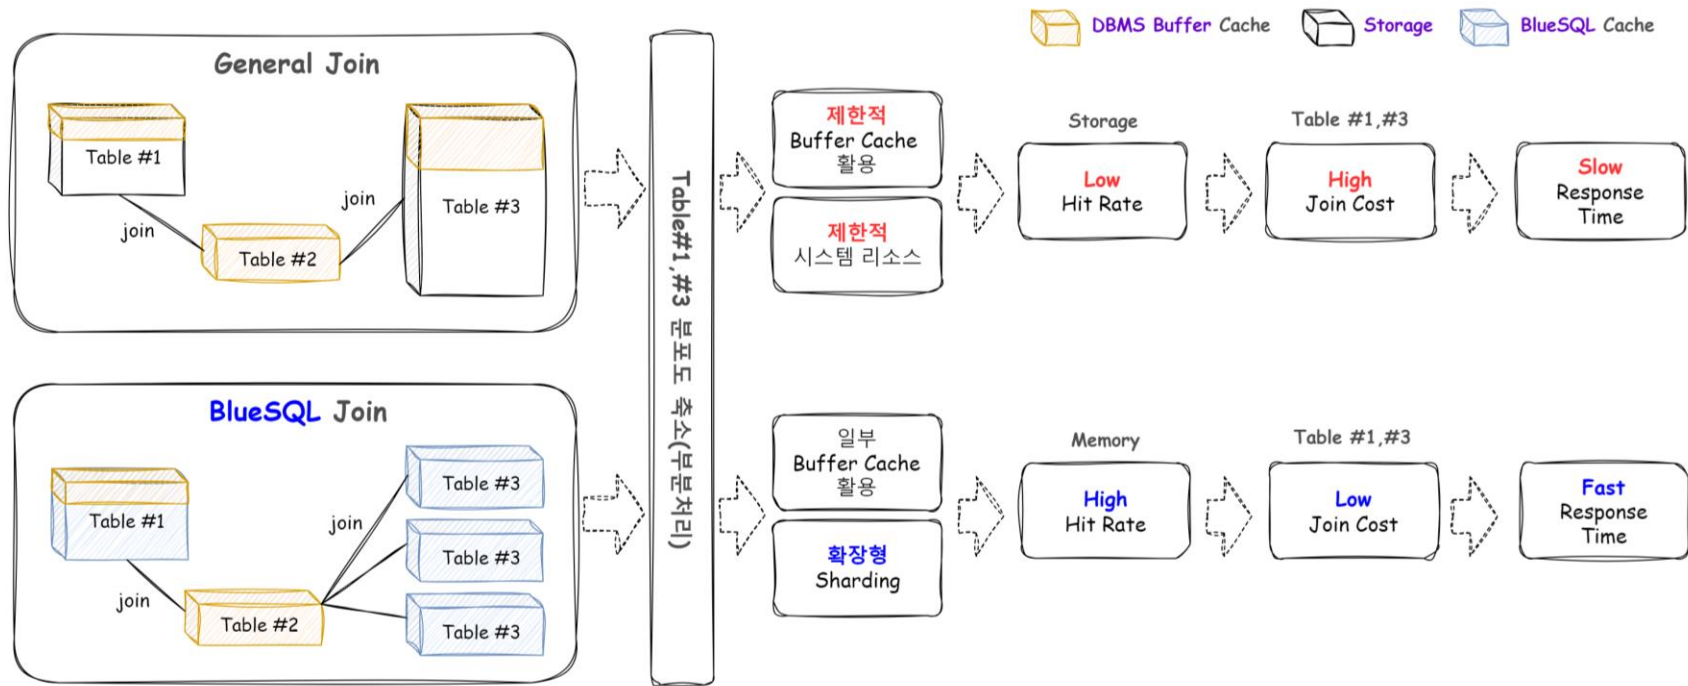 DBMS Buffer Cache
Storage
BlueSQL Cache
General Join
Table #1
join
Table #2
join
Table #3
Table#1,#3 분포도 축소(부분처리)
제한적
Buffer Cache
활용
제한적
시스템 리소스
Storage
Low
Hit Rate
Table #1,#3
High
Join Cost
Slow
Response
Time
BlueSQL Join
Table #1
join
Table #2
join
Table #3
Table #3
Table #3
일부
Buffer Cache
활용
확장형
Sharding
Memory
High
Hit Rate
Table #1,#3
Low
Join Cost
Fast
Response
Time